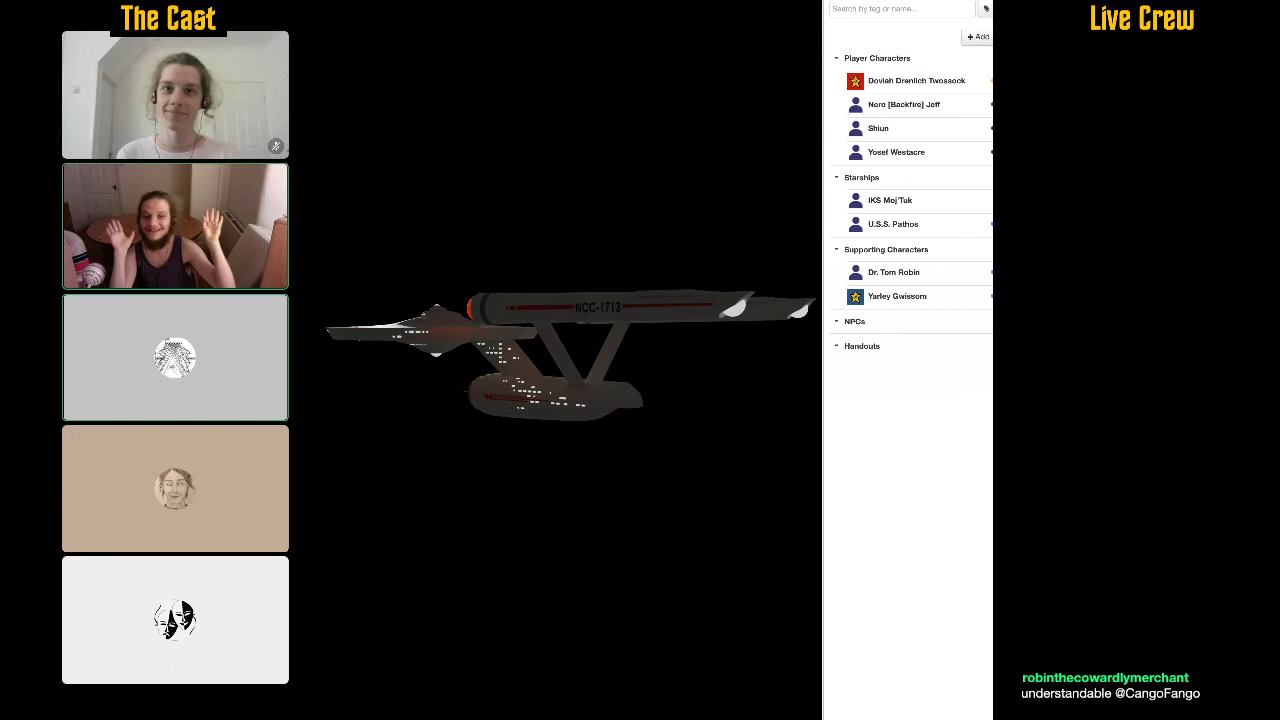 The Cast
Live Crew
Search by tag or name...
+ Add
- Player Characters
Doviah Drenlich Twossock
Nero [Backfire] Jeff
Shiun
Yosef Westacre
- Starships
IKS Moj'Tuk
U.S.S. Pathos
- Supporting Characters
Dr. Tom Robin
Yarley Gwissom
- NPCs
- Handouts
NCC-1713
robinthecowardlymerchant
understandable @CangoFango